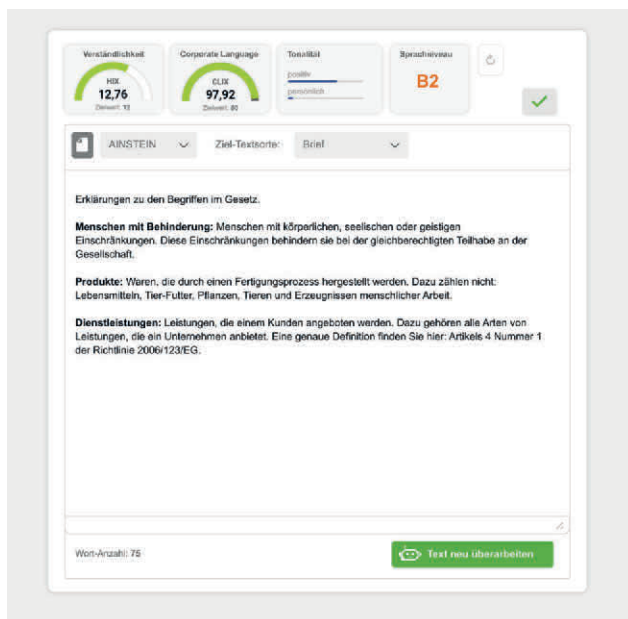 Verständlichkeit
HIX
12,76
Zielwert: 12
Corporate Language
CLIX
97,92
Zielwert: 80
Tonalität
positiv
persönlich
Sprachniveau
B2
AINSTEIN
Ziel-Textsorte:
Brief
Erklärungen zu den Begriffen im Gesetz.
Menschen mit Behinderung: Menschen mit körperlichen, seelischen oder geistigen
Einschränkungen. Diese Einschränkungen behindern sie bei der gleichberechtigten Teilhabe an der
Gesellschaft.
Produkte: Waren, die durch einen Fertigungsprozess hergestellt werden. Dazu zählen nicht:
Lebensmitteln, Tier-Futter, Pflanzen, Tieren und Erzeugnissen menschlicher Arbeit.
Dienstleistungen: Leistungen, die einem Kunden angeboten werden. Dazu gehören alle Arten von
Leistungen, die ein Unternehmen anbietet. Eine genaue Definition finden Sie hier: Artikels 4 Nummer 1
der Richtlinie 2006/123/EG.
Wort-Anzahl: 75
Text neu überarbeiten